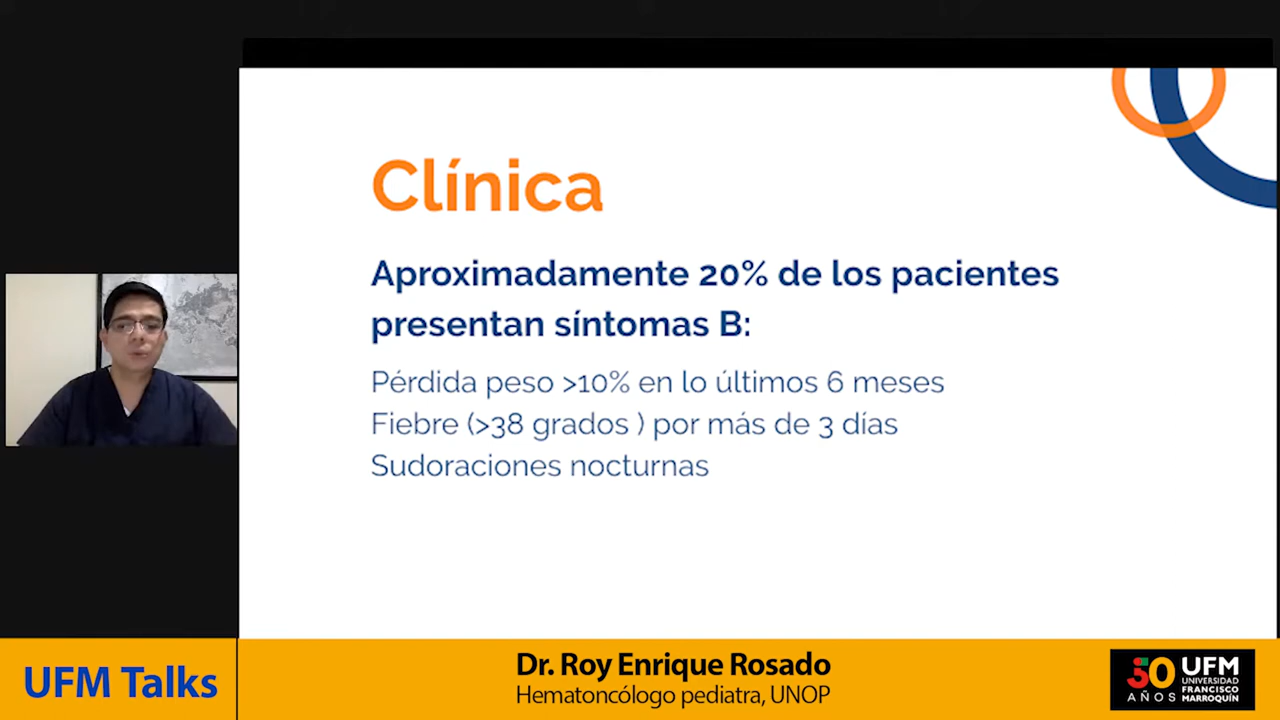 Clínica
Aproximadamente 20% de los pacientes
presentan síntomas B:
Pérdida peso >10% en lo últimos 6 meses
Fiebre (>38 grados ) por más de 3 días
Sudoraciones nocturnas
UFM Talks
Dr. Roy Enrique Rosado
Hematoncólogo pediatra, UNOP
50
AÑOS
UFM
UNIVERSIDAD
FRANCISCO
MARROQUÍN